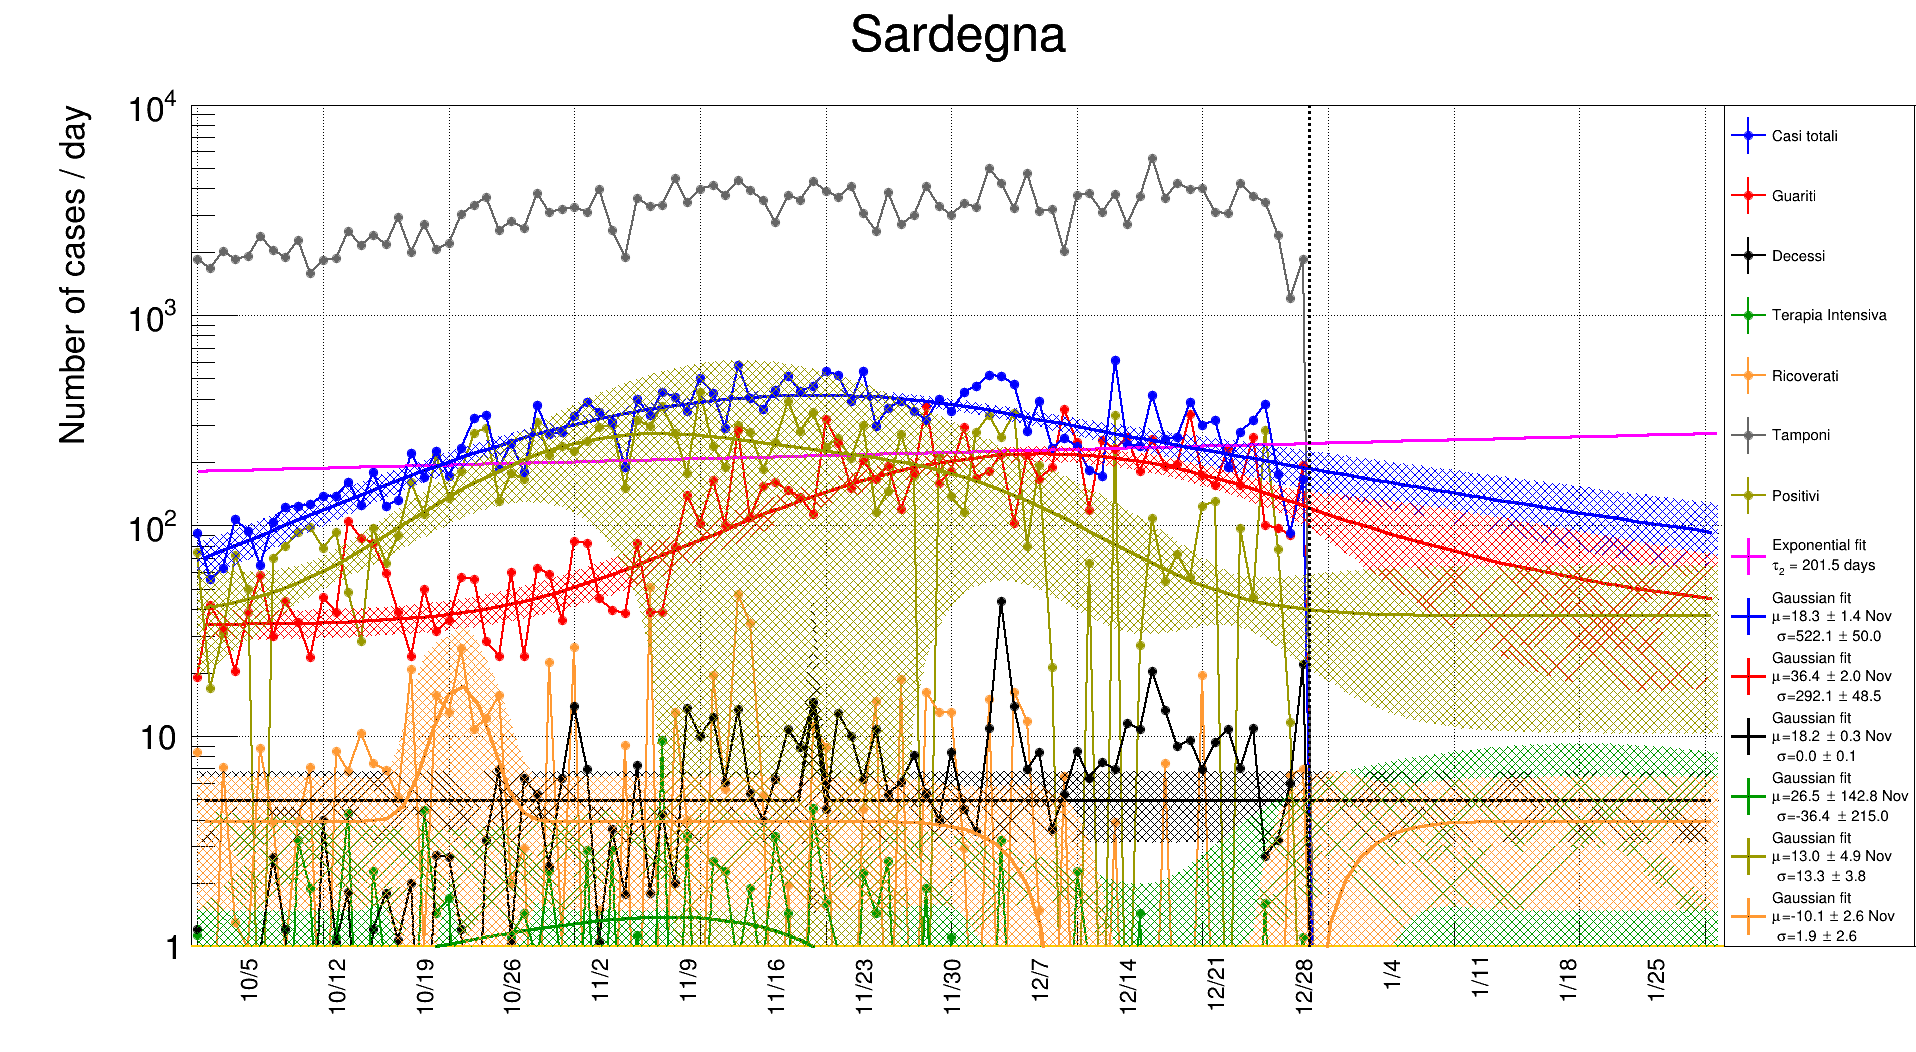 Sardegna
Number of cases / day
10^4
10^3
10^2
10
1
10/5
10/12
10/19
10/26
11/2
11/9
11/16
11/23
11/30
12/7
12/14
12/21
12/28
1/4
1/11
1/18
1/25
Casi totali
Guariti
Decessi
Terapia Intensiva
Ricoverati
Tamponi
Positivi
Exponential fit
τ₂ = 201.5 days
Gaussian fit
μ=18.3 ± 1.4 Nov
σ=522.1 ± 50.0
Gaussian fit
μ=36.4 ± 2.0 Nov
σ=292.1 ± 48.5
Gaussian fit
μ=18.2 ± 0.3 Nov
σ=0.0 ± 0.1
Gaussian fit
μ=26.5 ± 142.8 Nov
σ=-36.4 ± 215.0
Gaussian fit
μ=13.0 ± 4.9 Nov
σ=13.3 ± 3.8
Gaussian fit
μ=-10.1 ± 2.6 Nov
σ=1.9 ± 2.6